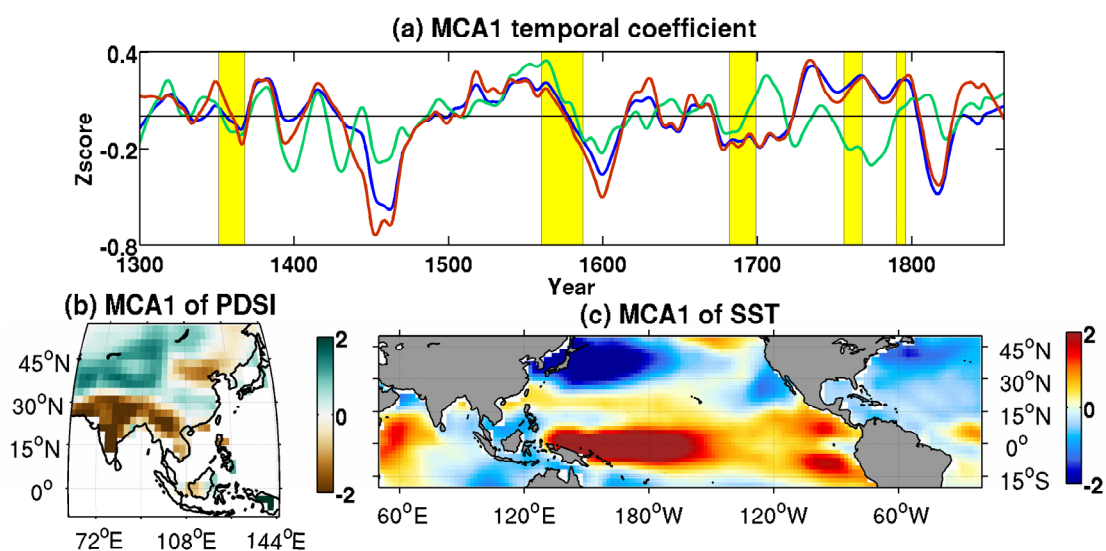 (a) MCA1 temporal coefficient
0.4
-0.2
-0.8
Zscore
1300
1400
1500
1600
1700
1800
Year
(b) MCA1 of PDSI
45°N
30°N
15°N
0°
72°E
108°E
144°E
2
0
-2
(c) MCA1 of SST
45°N
30°N
15°N
0°
15°S
60°E
120°E
180°W
120°W
60°W
2
1
0
-1
-2